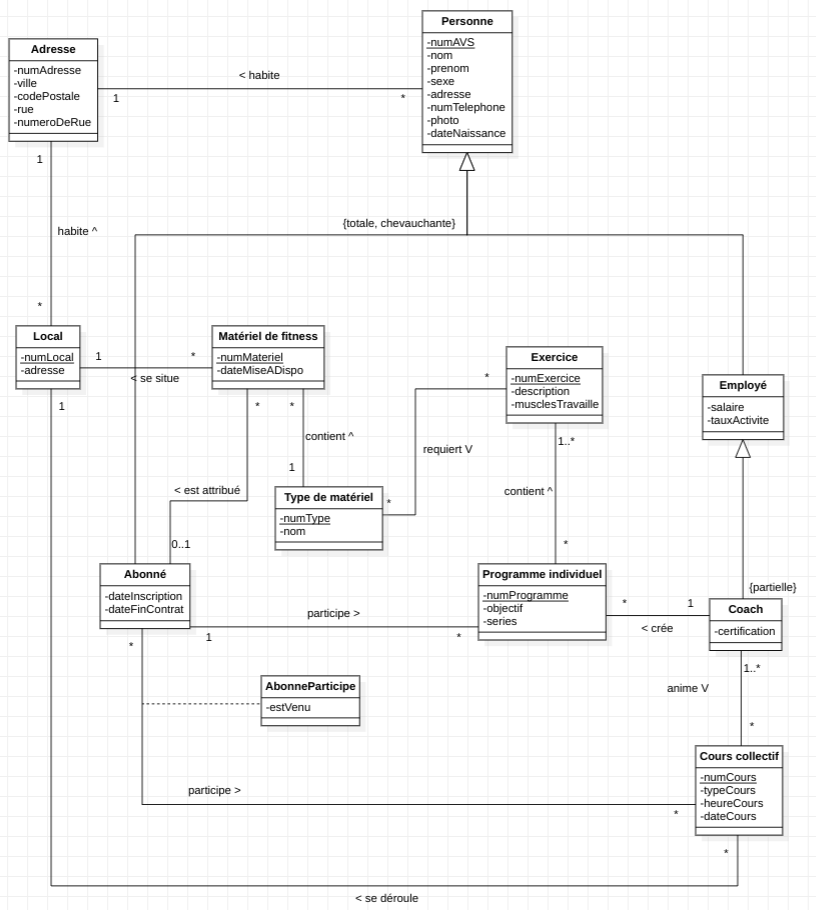 Personne
-numAVS
-nom
-prenom
-sexe
-adresse
-numTelephone
-photo
-dateNaissance
Adresse
-numAdresse
-ville
-codePostale
-rue
-numeroDeRue
< habite
1
*
1
habite ^
*
{totale, chevauchante}
Local
-numLocal
-adresse
1
*
< se situe
Matériel de fitness
-numMateriel
-dateMiseADispo
Exercice
-numExercice
-description
-musclesTravaille
*
Employé
-salaire
-tauxActivite
1
*
*
contient ^
1
requiert V
1..*
contient ^
*
< est attribué
0..1
Type de matériel
-numType
-nom
*
Abonné
-dateInscription
-dateFinContrat
Programme individuel
-numProgramme
-objectif
-series
{partielle}
Coach
-certification
participe >
1
*
*
1
< crée
*
AbonneParticipe
-estVenu
1..*
anime V
*
Cours collectif
-numCours
-typeCours
-heureCours
-dateCours
participe >
*
*
< se déroule